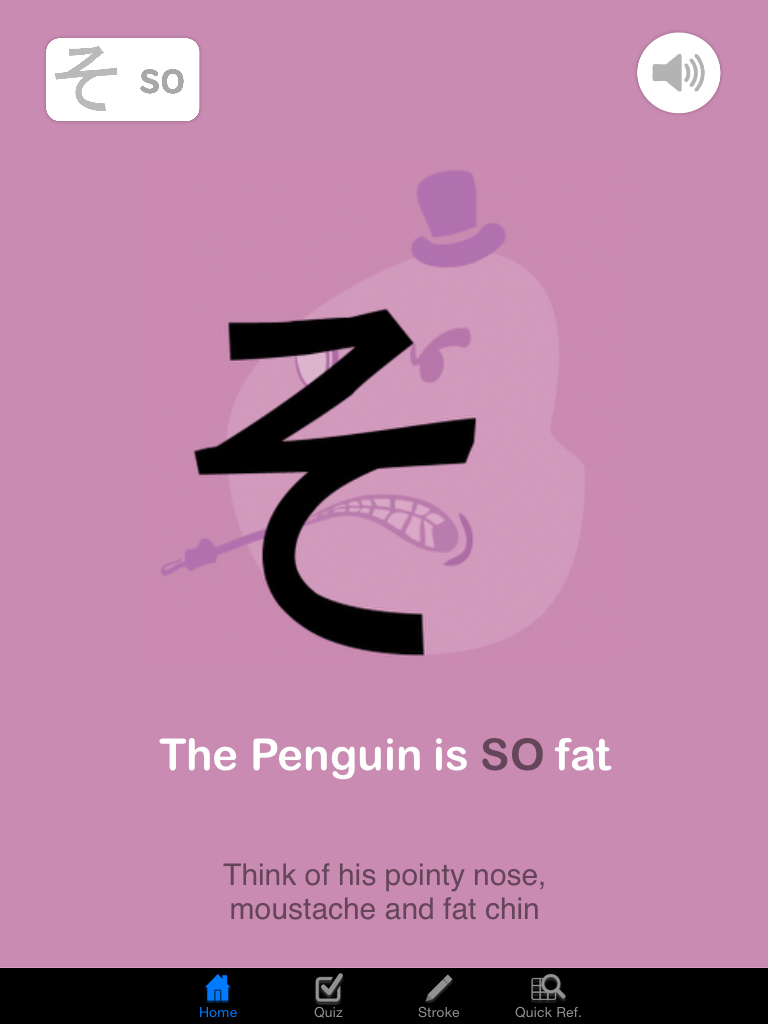 そ so
そ
The Penguin is SO fat
Think of his pointy nose,
moustache and fat chin
Home Quiz Stroke Quick Ref.